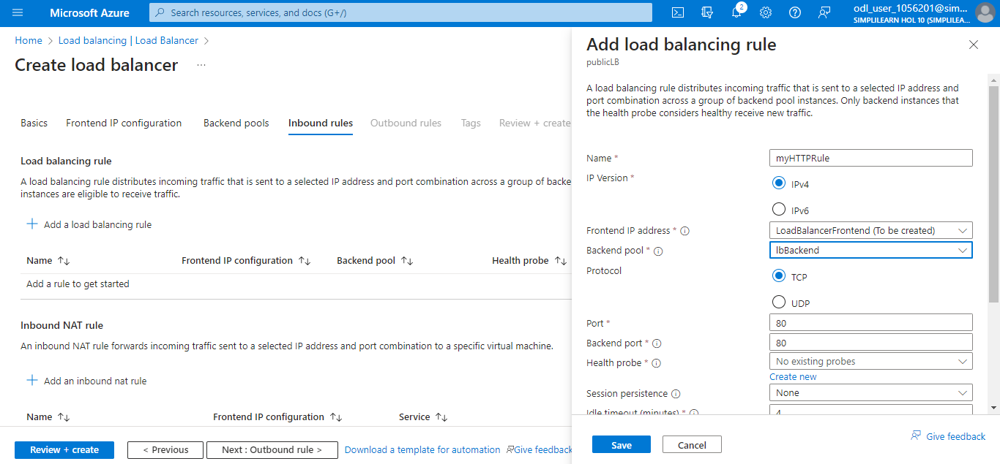 Microsoft Azure
Search resources, services, and docs (G+/)
2
odl_user_1056201@sim...
SIMPLILEARN HOL 10 (SIMPLILEA...
Home > Load balancing | Load Balancer >
Create load balancer ...
Basics Frontend IP configuration Backend pools Inbound rules Outbound rules Tags Review + create
Load balancing rule
A load balancing rule distributes incoming traffic that is sent to a selected IP address and port combination across a group of backe
instances are eligible to receive traffic.
+ Add a load balancing rule
Name ↑↓ Frontend IP configuration ↑↓ Backend pool ↑↓ Health probe ↑↓
Add a rule to get started
Inbound NAT rule
An inbound NAT rule forwards incoming traffic sent to a selected IP address and port combination to a specific virtual machine.
+ Add an inbound nat rule
Name ↑↓ Frontend IP configuration ↑↓ Service ↑↓
Review + create < Previous Next : Outbound rule > Download a template for automation Give feedback
Add load balancing rule
publicLB
A load balancing rule distributes incoming traffic that is sent to a selected IP address and
port combination across a group of backend pool instances. Only backend instances that
the health probe considers healthy receive new traffic.
Name * myHTTPRule
IP Version * IPv4
IPv6
Frontend IP address * LoadBalancerFrontend (To be created)
Backend pool * lbBackend
Protocol TCP
UDP
Port * 80
Backend port * 80
Health probe * No existing probes
Create new
Session persistence None
Idle timeout (minutes) * 4
Save Cancel Give feedback